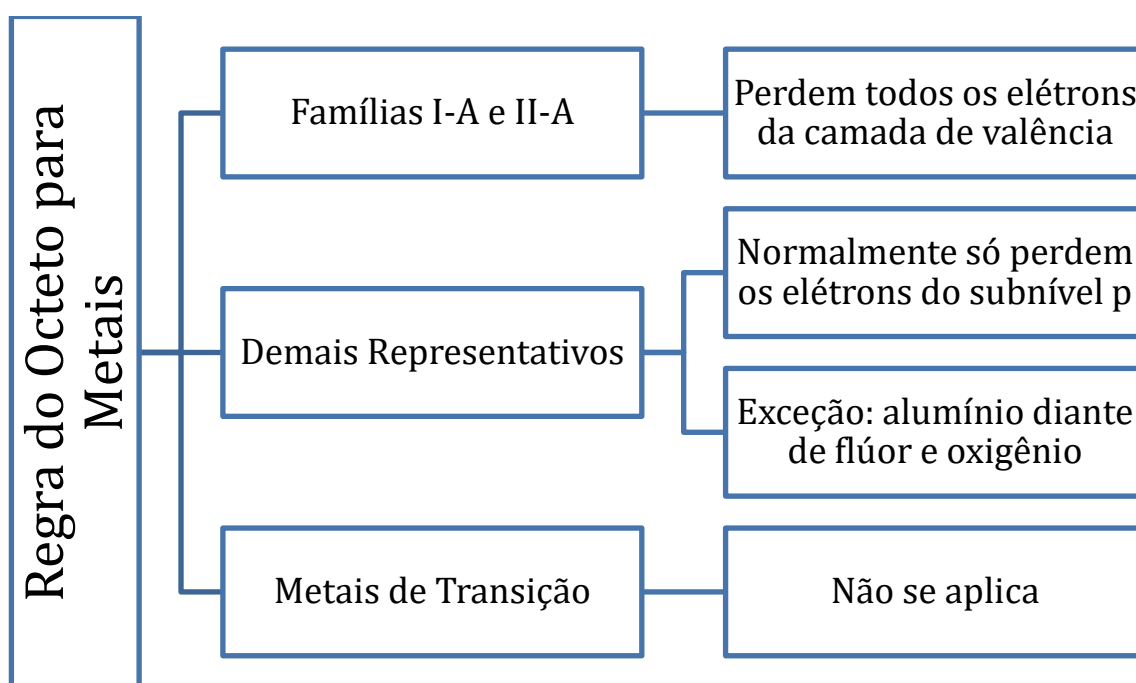 Regra do Octeto para
Metais
Famílias I-A e II-A
Perdem todos os elétrons
da camada de valência
Demais Representativos
Normalmente só perdem
os elétrons do subnível p
Exceção: alumínio diante
de flúor e oxigênio
Metais de Transição
Não se aplica